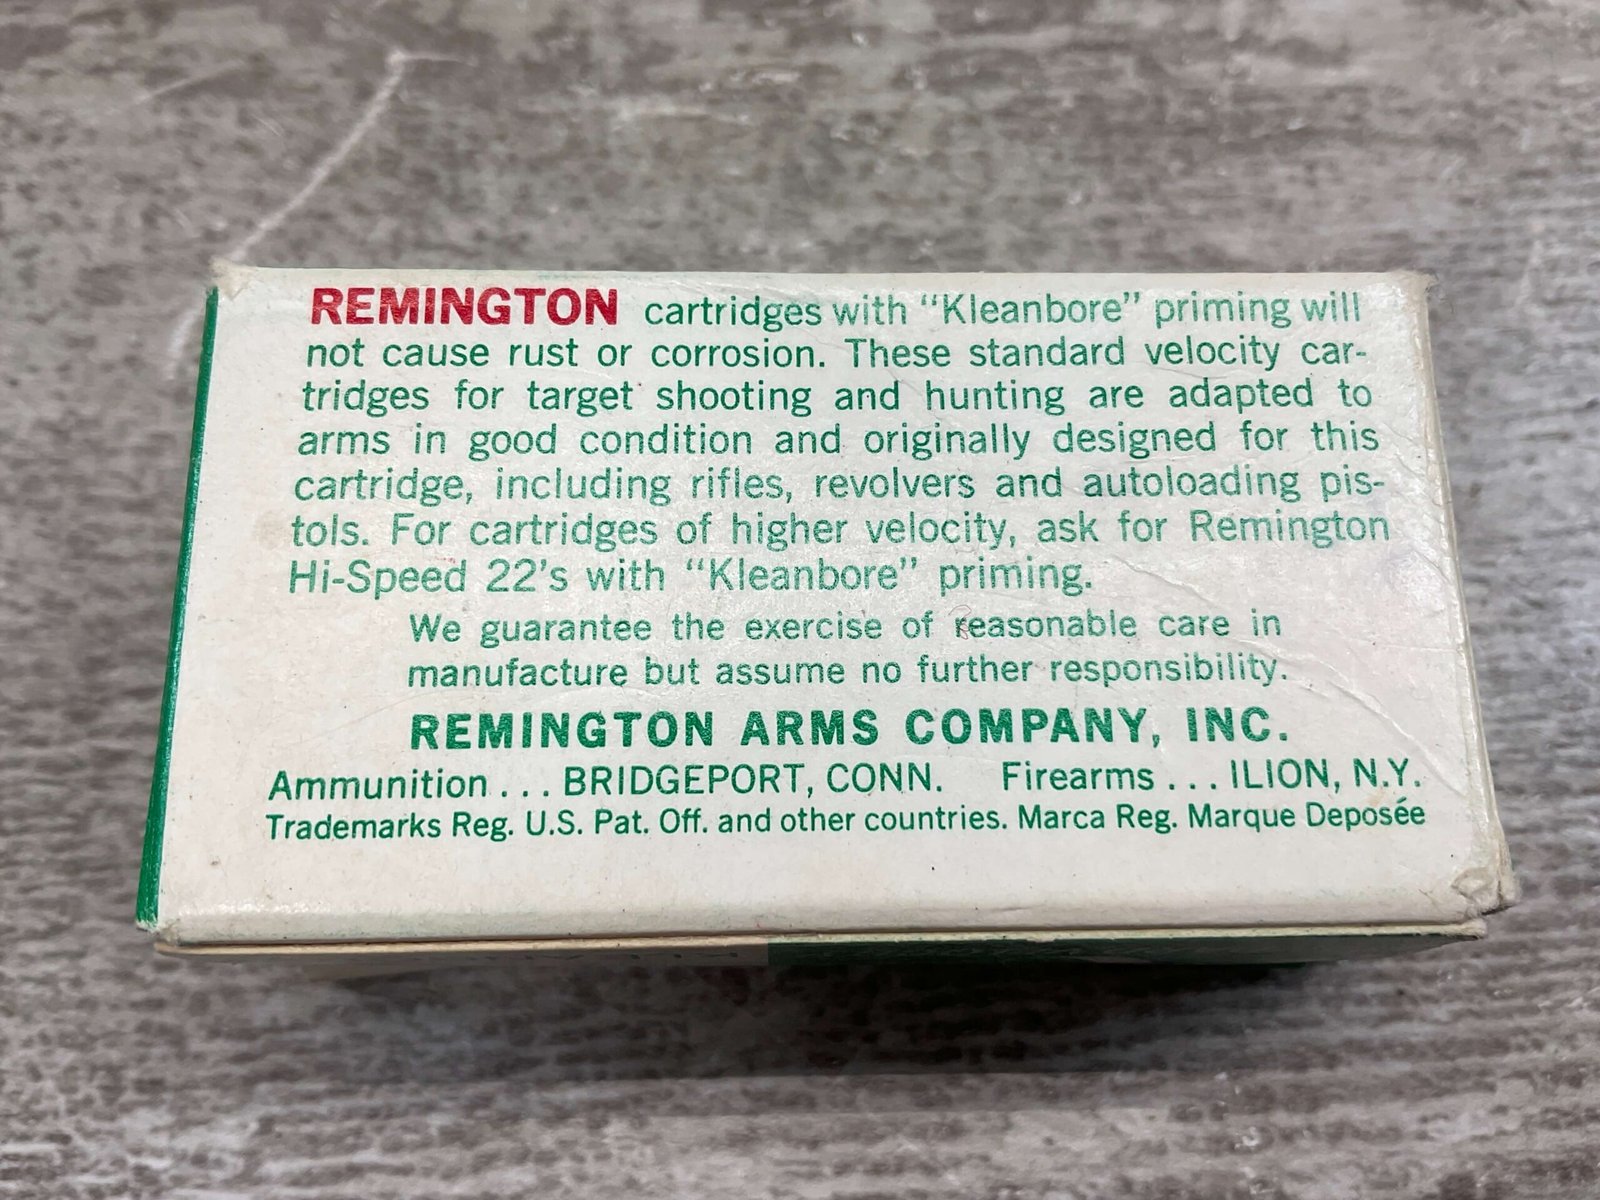 REMINGTON cartridges with "Kleanbore" priming will
not cause rust or corrosion. These standard velocity car-
tridges for target shooting and hunting are adapted to
arms in good condition and originally designed for this
cartridge, including rifles, revolvers and autoloading pis-
tols. For cartridges of higher velocity, ask for Remington
Hi-Speed 22's with "Kleanbore" priming.
We guarantee the exercise of reasonable care in
manufacture but assume no further responsibility.
REMINGTON ARMS COMPANY, INC.
Ammunition . . . BRIDGEPORT, CONN. Firearms . . . ILION, N.Y.
Trademarks Reg. U.S. Pat. Off. and other countries. Marca Reg. Marque Deposée